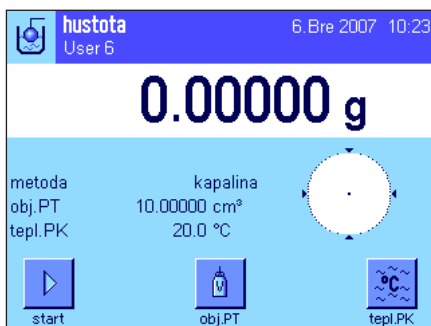 hustota 6.Bre 2007 10:23
User 6
0.00000 g
metoda kapalina
obj.PT 10.00000 cm³
tepl.PK 20.0 °C
°C
start obj.PT tepl.PK